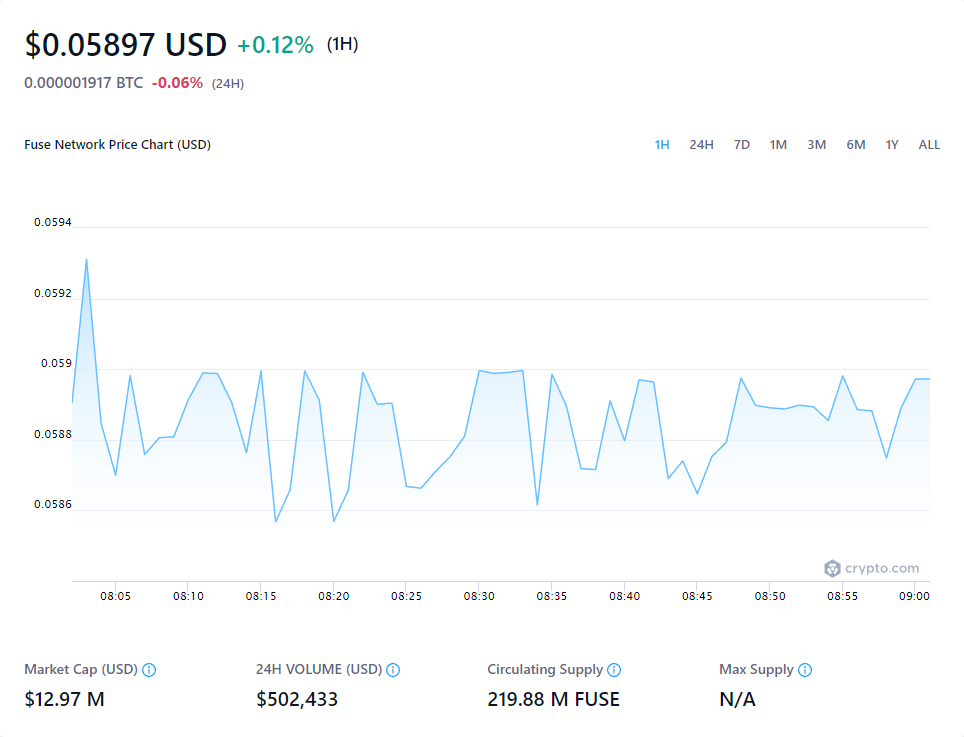 $0.05897 USD +0.12% (1H)
0.000001917 BTC -0.06% (24H)
Fuse Network Price Chart (USD) 1H 24H 7D 1M 3M 6M 1Y ALL
0.0594
0.0592
0.059
0.0588
0.0586
crypto.com
08:05 08:10 08:15 08:20 08:25 08:30 08:35 08:40 08:45 08:50 08:55 09:00
Market Cap (USD) 24H VOLUME (USD) Circulating Supply Max Supply
$12.97 M $502,433 219.88 M FUSE N/A